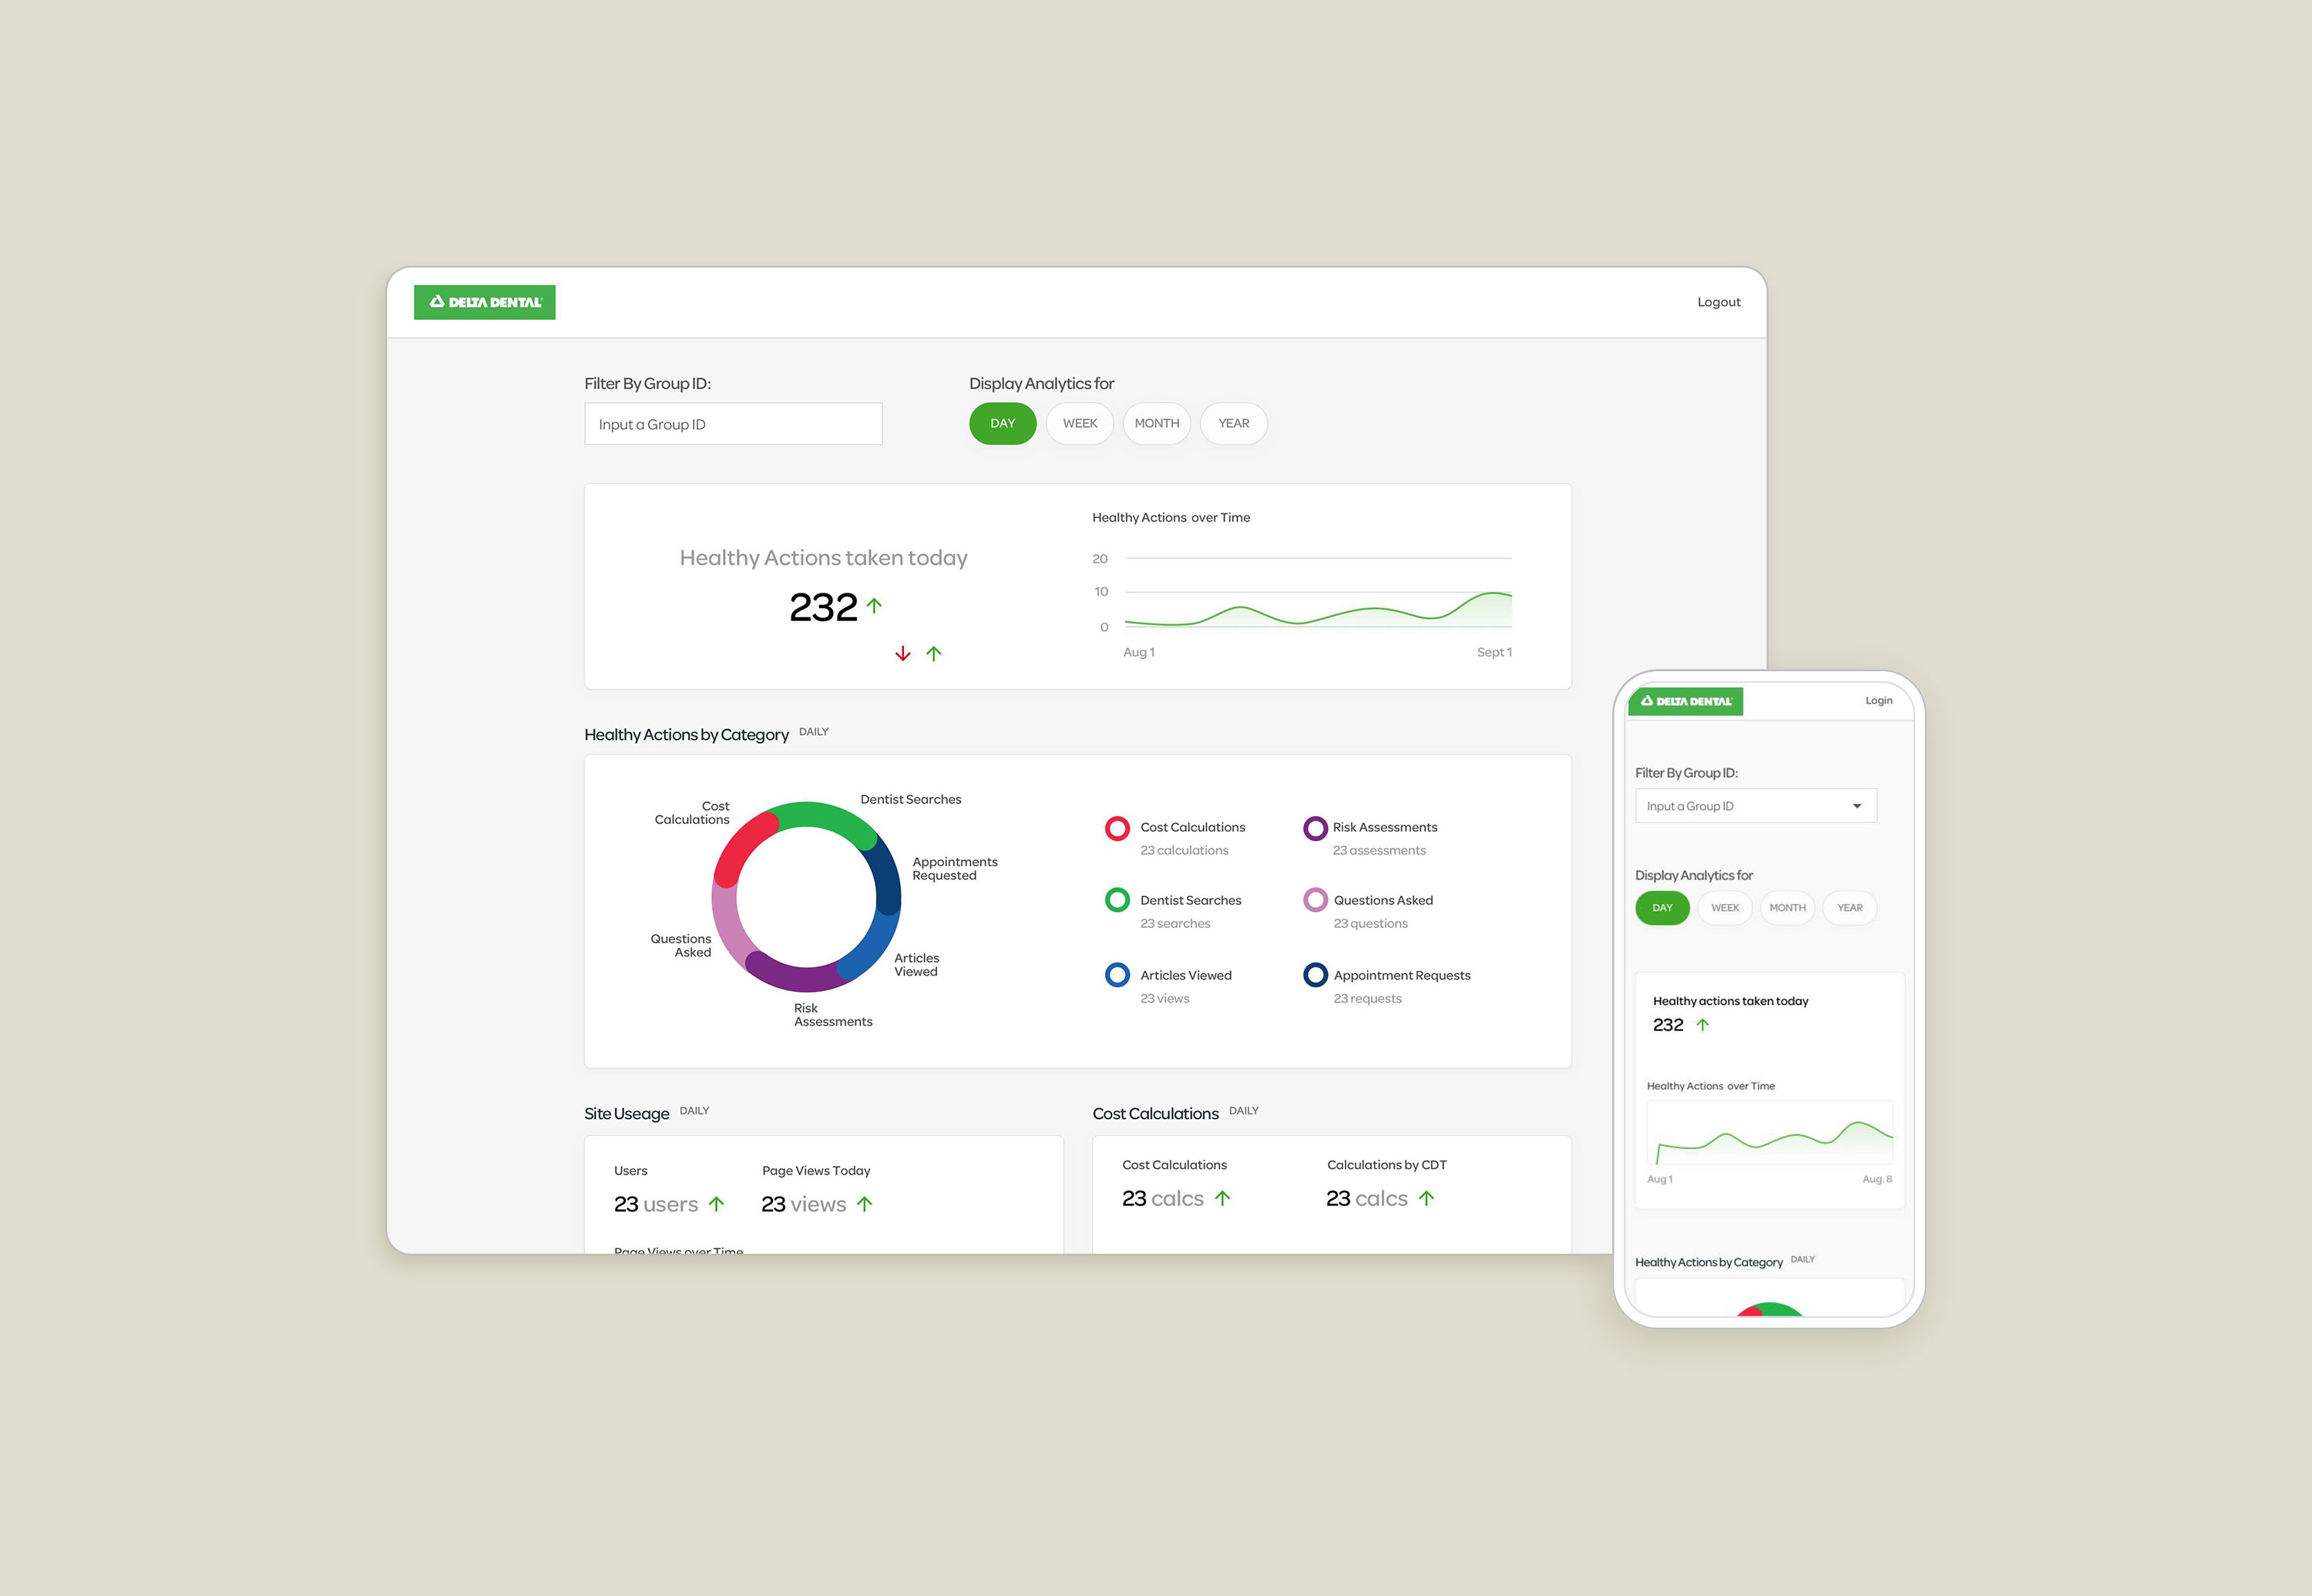 DELTA DENTAL
Logout
Filter By Group ID:
Input a Group ID
Display Analytics for
DAY
WEEK
MONTH
YEAR
Healthy Actions taken today
232
Healthy Actions over Time
20
10
0
Aug 1
Sept 1
Healthy Actions by Category DAILY
Cost
Calculations
Dentist Searches
Appointments
Requested
Articles
Viewed
Risk
Assessments
Questions
Asked
Cost Calculations
23 calculations
Risk Assessments
23 assessments
Dentist Searches
23 searches
Questions Asked
23 questions
Articles Viewed
23 views
Appointment Requests
23 requests
Site Useage DAILY
Users
23 users
Page Views Today
23 views
Page Views over Time
Cost Calculations DAILY
Cost Calculations
23 calcs
Calculations by CDT
23 calcs
DELTA DENTAL
Login
Filter By Group ID:
Input a Group ID
Display Analytics for
DAY
WEEK
MONTH
YEAR
Healthy actions taken today
232
Healthy Actions over Time
Aug 1
Aug. 8
Healthy Actions by Category DAILY